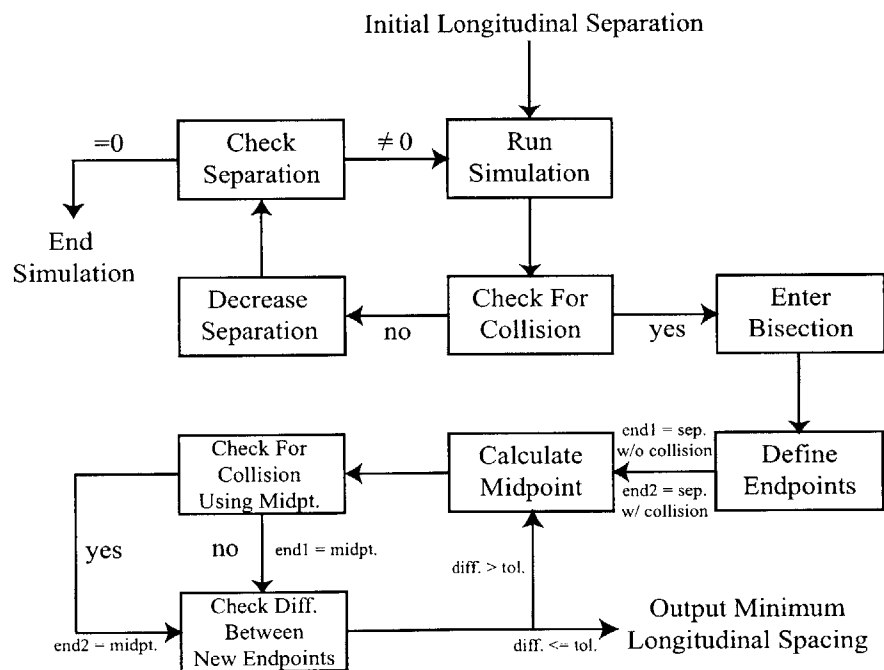 Initial Longitudinal Separation
=0
Check
Separation
≠ 0
Run
Simulation
End
Simulation
Decrease
Separation
no
Check For
Collision
yes
Enter
Bisection
Check For
Collision
Using Midpt.
Calculate
Midpoint
end1 = sep.
w/o collision
end2 = sep.
w/ collision
Define
Endpoints
yes
no
end1 = midpt.
diff. > tol.
end2 = midpt.
Check Diff.
Between
New Endpoints
diff. <= tol.
Output Minimum
Longitudinal Spacing